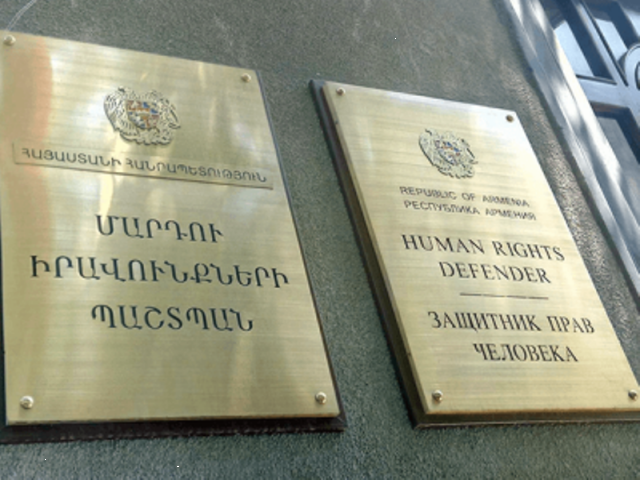 ՀԱՅԱՍՏԱՆԻ ՀԱՆՐԱՊԵՏՈՒԹՅՈՒՆ
ՄԱՐԴՈՒ
ԻՐԱՎՈՒՆՔՆԵՐԻ
ՊԱՇՏՊԱՆ
REPUBLIC OF ARMENIA
РЕСПУБЛИКА АРМЕНИЯ
HUMAN RIGHTS
DEFENDER
ЗАЩИТНИК ПРАВ
ЧЕЛОВЕКА